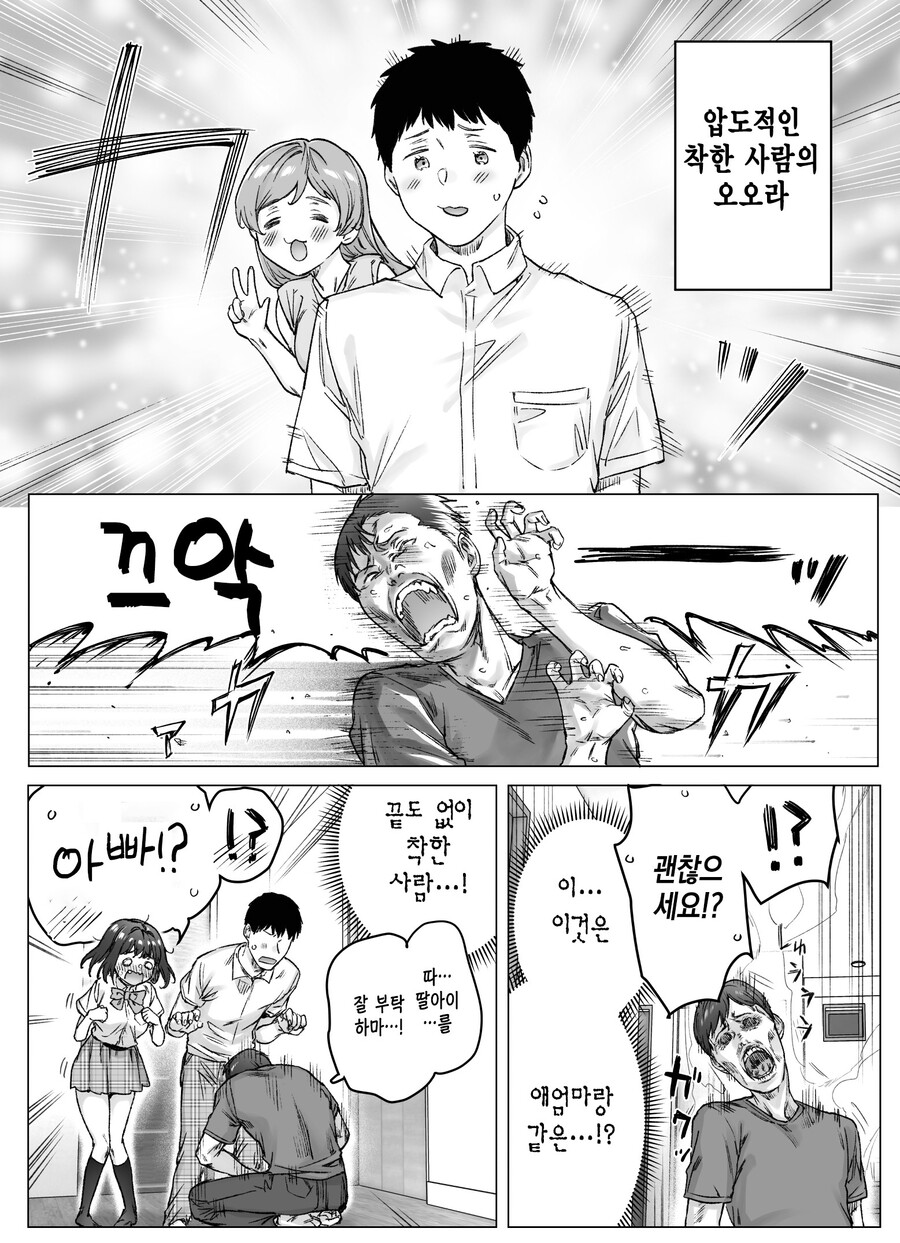 압도적인
착한 사람의
오오라
끄악
!?
괜찮으
세요!?
이…
이것은
애엄마랑
같은…!?
끝도 없이
착한
사람…!
!?
아빠!?
따…
딸아이
…를
잘 부탁
하마…!